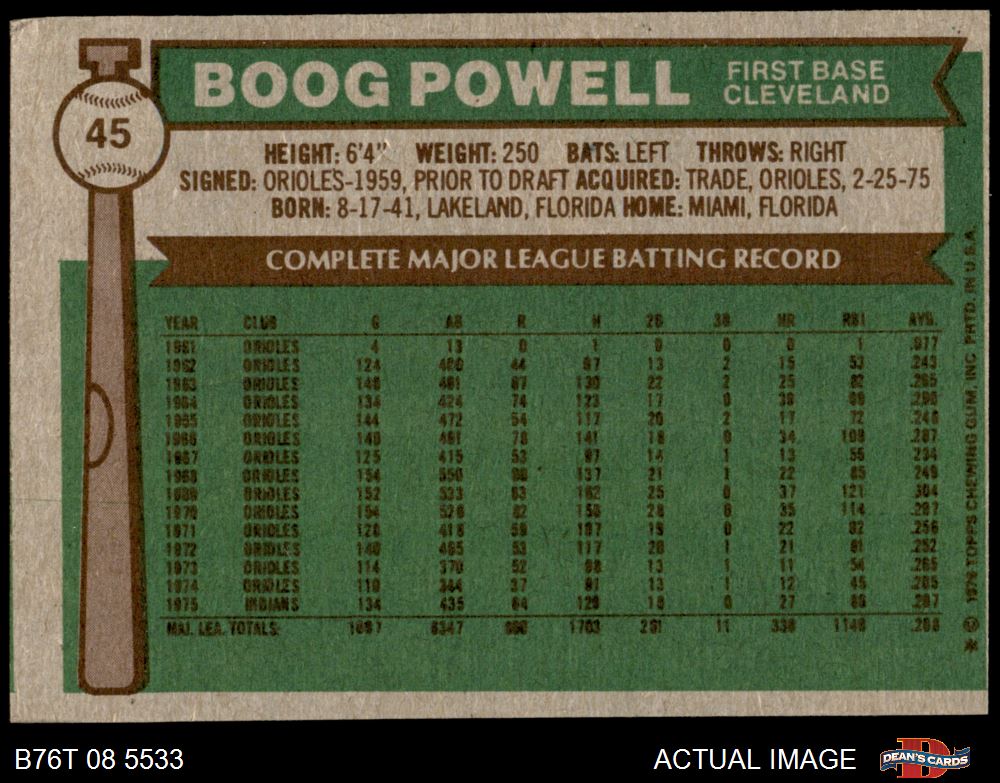 45
BOOG POWELL
FIRST BASE
CLEVELAND
HEIGHT: 6'4" WEIGHT: 250 BATS: LEFT THROWS: RIGHT
SIGNED: ORIOLES-1959, PRIOR TO DRAFT ACQUIRED: TRADE, ORIOLES, 2-25-75
BORN: 8-17-41, LAKELAND, FLORIDA HOME: MIAMI, FLORIDA
COMPLETE MAJOR LEAGUE BATTING RECORD
YEAR CLUB G AB R H 2B 3B HR RBI AVG.
1961 ORIOLES 4 13 0 1 0 0 0 1 .077
1962 ORIOLES 124 44 97 13 2 15 53 .243
1963 ORIOLES 140 491 67 130 22 2 25 82 .265
1964 ORIOLES 134 424 74 123 17 0 99 .290
1965 ORIOLES 144 472 54 117 20 2 17 72 .248
1966 ORIOLES 140 491 78 141 18 0 34 109 .287
1967 ORIOLES 125 415 53 97 14 1 13 55 .234
1968 ORIOLES 154 550 137 21 1 22 85 .249
1969 ORIOLES 152 533 83 162 25 0 37 121 .304
1970 ORIOLES 154 526 82 156 28 0 35 114 .297
1971 ORIOLES 128 418 59 107 19 0 22 92 .256
1972 ORIOLES 140 465 53 117 20 1 21 81 .252
1973 ORIOLES 114 370 52 98 13 1 11 54 .265
1974 ORIOLES 110 344 37 91 13 1 12 45 .265
1975 INDIANS 134 435 64 129 18 0 27 86 .297
MAJ. LEA. TOTALS: 1703 11 .268
* © 1976 TOPPS CHEWING GUM, INC. PRTD. IN U.S.A.
B76T 08 5533
ACTUAL IMAGE
DEAN'S CARDS